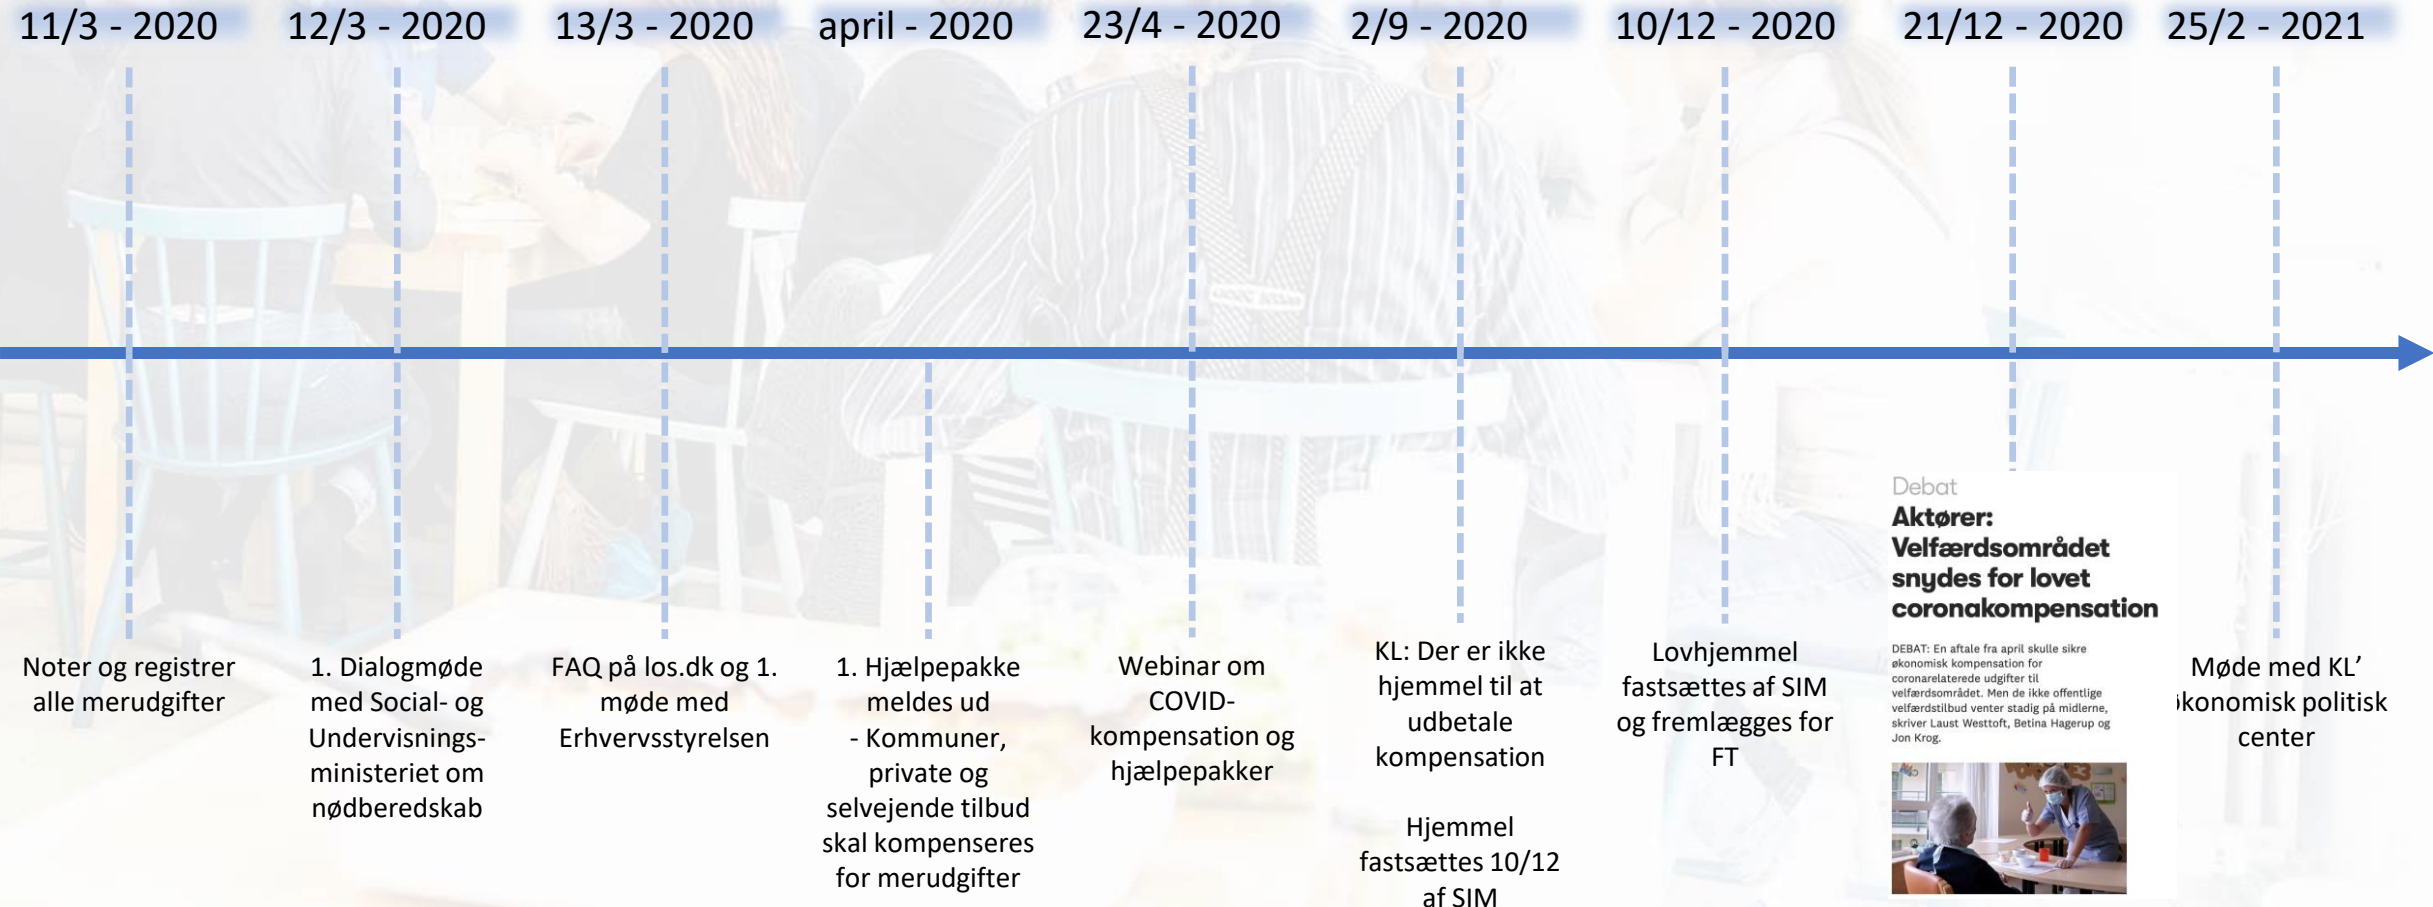 11/3 - 2020
12/3 - 2020
13/3 - 2020
april - 2020
23/4 - 2020
2/9 - 2020
10/12 - 2020
21/12 - 2020
25/2 - 2021
Noter og registrer
alle merudgifter
1. Dialogmøde
med Social- og
Undervisnings-
ministeriet om
nødberedskab
FAQ på los.dk og 1.
møde med
Erhvervsstyrelsen
1. Hjælpepakke
meldes ud
- Kommuner,
private og
selvejende tilbud
skal kompenseres
for merudgifter
Webinar om
COVID-
kompensation og
hjælpepakker
KL: Der er ikke
hjemmel til at
udbetale
kompensation
Hjemmel
fastsættes 10/12
af SIM
Lovhjemmel
fastsættes af SIM
og fremlægges for
FT
Debat
Aktører:
Velfærdsområdet
snydes for lovet
coronakompensation
DEBAT: En aftale fra april skulle sikre
økonomisk kompensation for
coronarelaterede udgifter til
velfærdsområdet. Men de ikke offentlige
velfærdstilbud venter stadig på midlerne,
skriver Laust Westtoft, Betina Hagerup og
Jon Krog.
Møde med KL'
økonomisk politisk
center